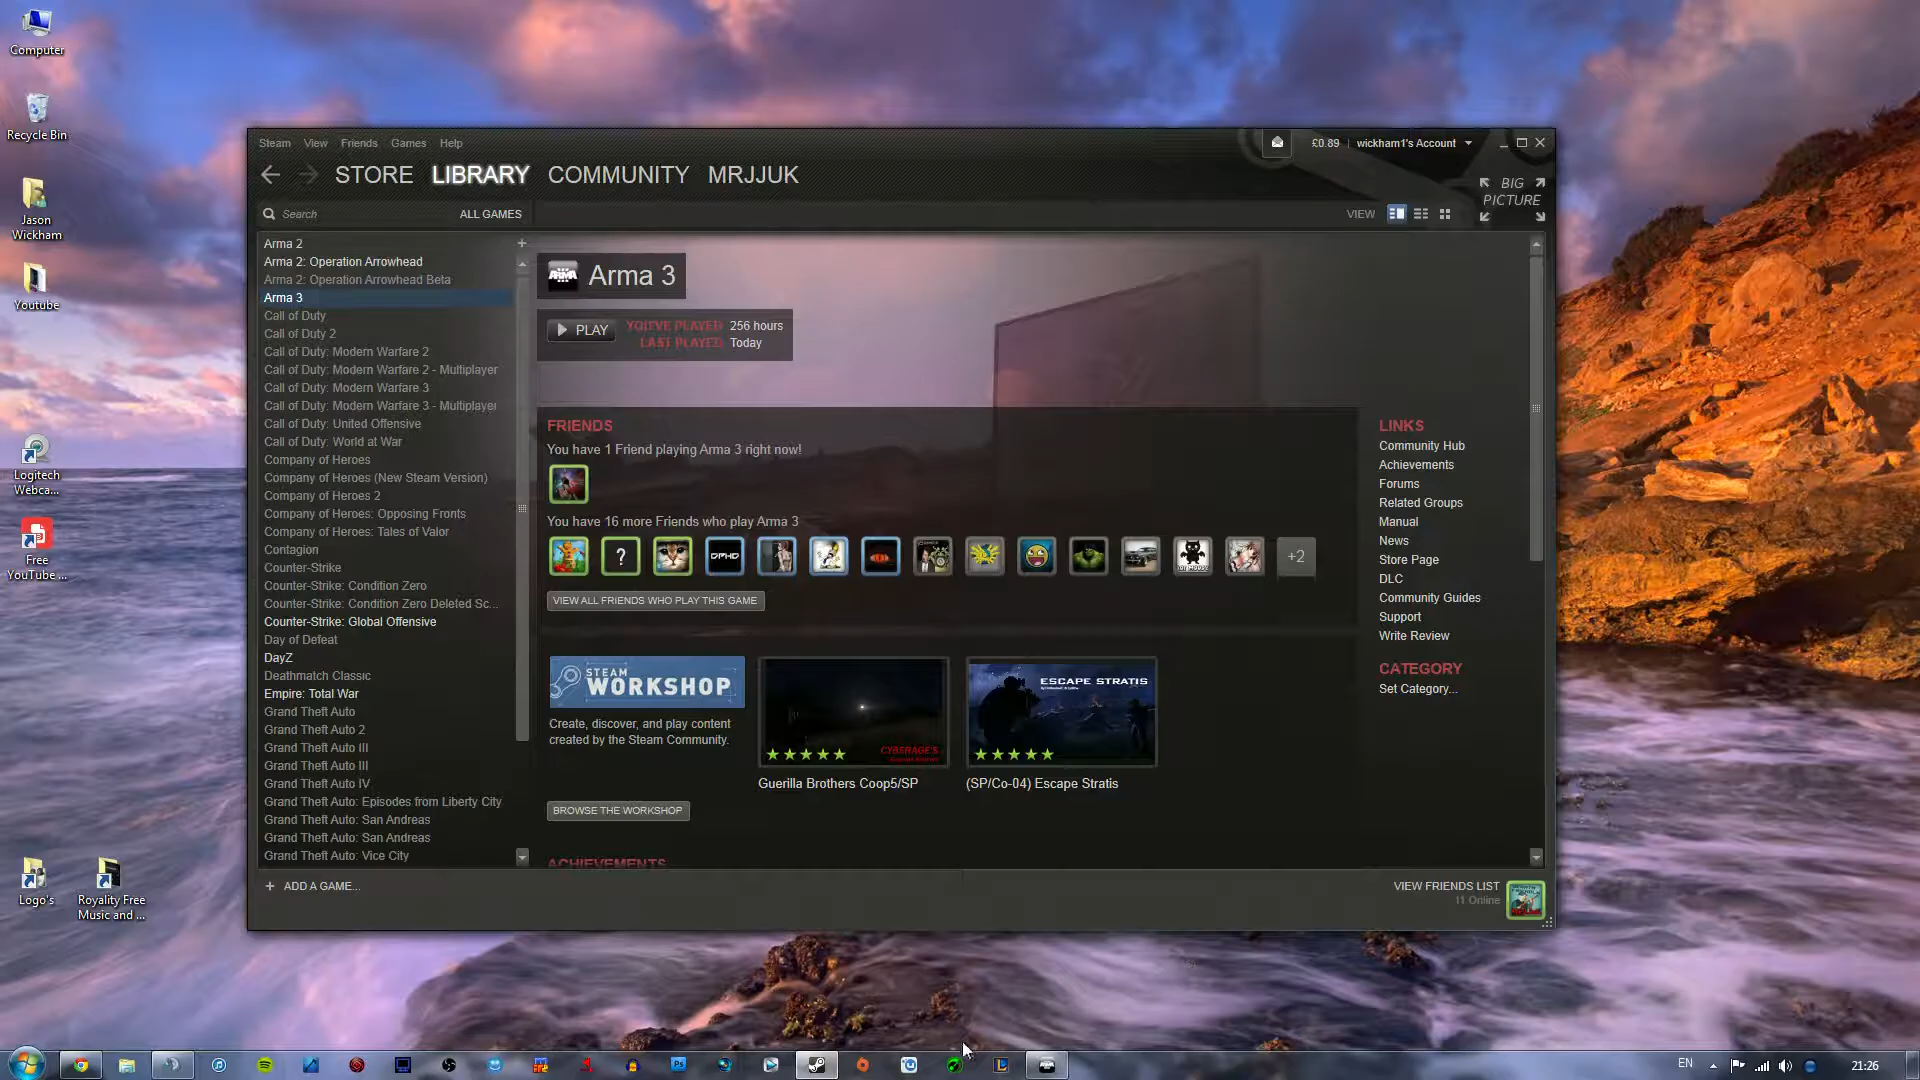 Computer
Recycle Bin
Jason
Wickham
Youtube
Logitech
Webca...
Free
YouTube ...
Logo's
Royality Free
Music and ...
Steam View Friends Games Help
£0.89 wickham1's Account
STORE LIBRARY COMMUNITY MRJJUK
BIG
PICTURE
Search ALL GAMES
VIEW
Arma 2
Arma 2: Operation Arrowhead
Arma 2: Operation Arrowhead Beta
Arma 3
Call of Duty
Call of Duty 2
Call of Duty: Modern Warfare 2
Call of Duty: Modern Warfare 2 - Multiplayer
Call of Duty: Modern Warfare 3
Call of Duty: Modern Warfare 3 - Multiplayer
Call of Duty: United Offensive
Call of Duty: World at War
Company of Heroes
Company of Heroes (New Steam Version)
Company of Heroes 2
Company of Heroes: Opposing Fronts
Company of Heroes: Tales of Valor
Contagion
Counter-Strike
Counter-Strike: Condition Zero
Counter-Strike: Condition Zero Deleted Sc...
Counter-Strike: Global Offensive
Day of Defeat
DayZ
Deathmatch Classic
Empire: Total War
Grand Theft Auto
Grand Theft Auto 2
Grand Theft Auto III
Grand Theft Auto III
Grand Theft Auto IV
Grand Theft Auto: Episodes from Liberty City
Grand Theft Auto: San Andreas
Grand Theft Auto: San Andreas
Grand Theft Auto: Vice City
ADD A GAME...
ARMA
Arma 3
PLAY
YOU'VE PLAYED: 256 hours
LAST PLAYED: Today
FRIENDS
You have 1 Friend playing Arma 3 right now!
You have 16 more Friends who play Arma 3
?
+2
VIEW ALL FRIENDS WHO PLAY THIS GAME
STEAM
WORKSHOP
Create, discover, and play content
created by the Steam Community.
CYBERAGE'S
Guerilla Brothers Coop5/SP
ESCAPE STRATIS
(SP/Co-04) Escape Stratis
BROWSE THE WORKSHOP
ACHIEVEMENTS
LINKS
Community Hub
Achievements
Forums
Related Groups
Manual
News
Store Page
DLC
Community Guides
Support
Write Review
CATEGORY
Set Category...
VIEW FRIENDS LIST
11 Online
Ps
L
EN
21:26